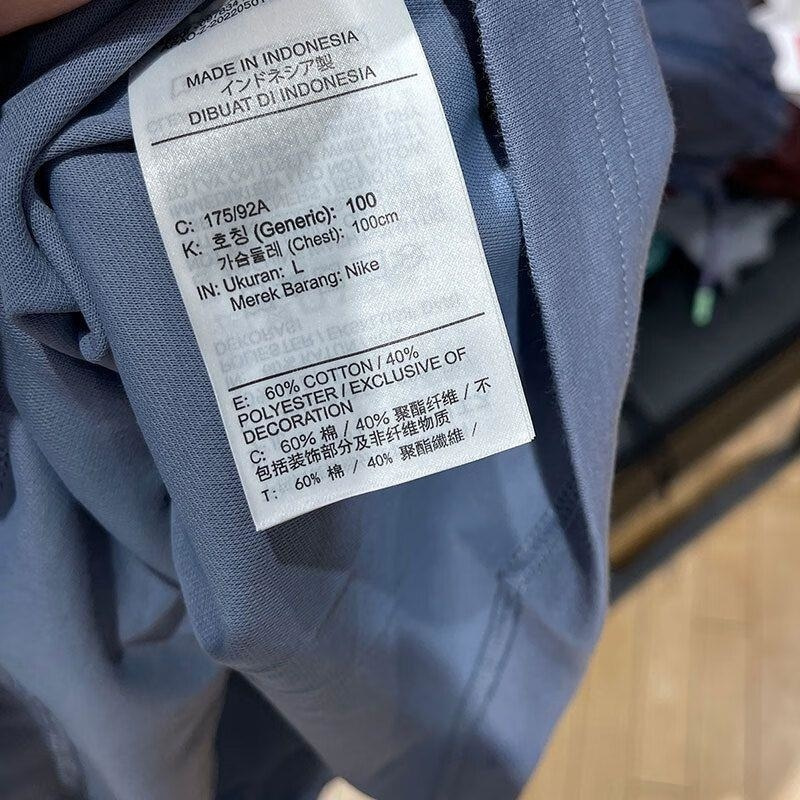 MADE IN INDONESIA
インドネシア製
DIBUAT DI INDONESIA
C: 175/92A
K: 호칭 (Generic): 100
가슴둘레 (Chest): 100cm
IN: Ukuran: L
Merek Barang: Nike
E: 60% COTTON / 40%
POLYESTER / EXCLUSIVE OF
DECORATION
C: 60% 棉 / 40% 聚酯纤维 / 不
包括装饰部分及非纤维物质
T: 60% 棉 / 40% 聚酯纖維 /